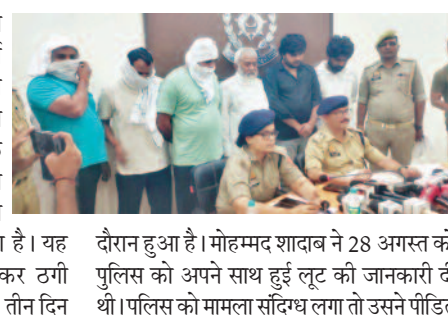 है। यह
कर ठगी
तीन दिन
दौरान हुआ है। मोहम्मद शादाब ने 28 अगस्त को
पुलिस को अपने साथ हुई लूट की जानकारी दी
थी। पुलिस को मामला संदिग्ध लगा तो उसने पीड़ित